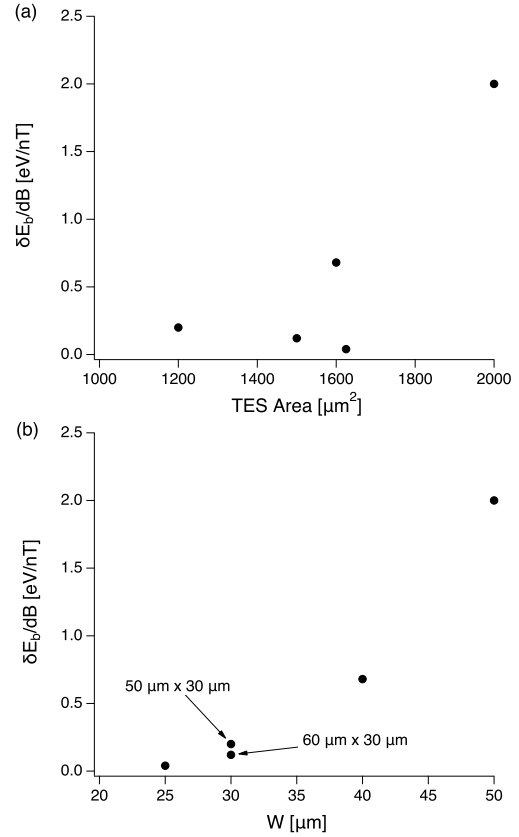 (a)
2.5
2.0
1.5
1.0
0.5
0.0
δE_b/dB [eV/nT]
1000 1200 1400 1600 1800 2000
TES Area [µm²]
(b)
2.5
2.0
1.5
1.0
0.5
0.0
δE_b/dB [eV/nT]
50 µm x 30 µm
60 µm x 30 µm
20 25 30 35 40 45 50
W [µm]